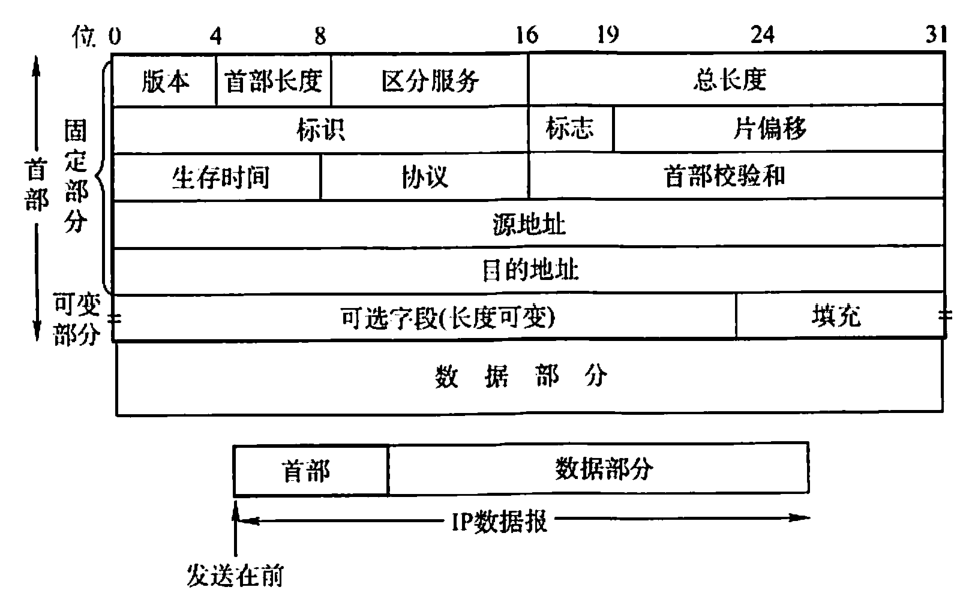 位 0 4 8 16 19 24 31
版本 首部长度 区分服务 总长度
标识 标志 片偏移
生存时间 协议 首部校验和
源地址
目的地址
可选字段(长度可变) 填充
数据部分
首部
固定部分
可变部分
首部 数据部分
IP数据报
发送在前